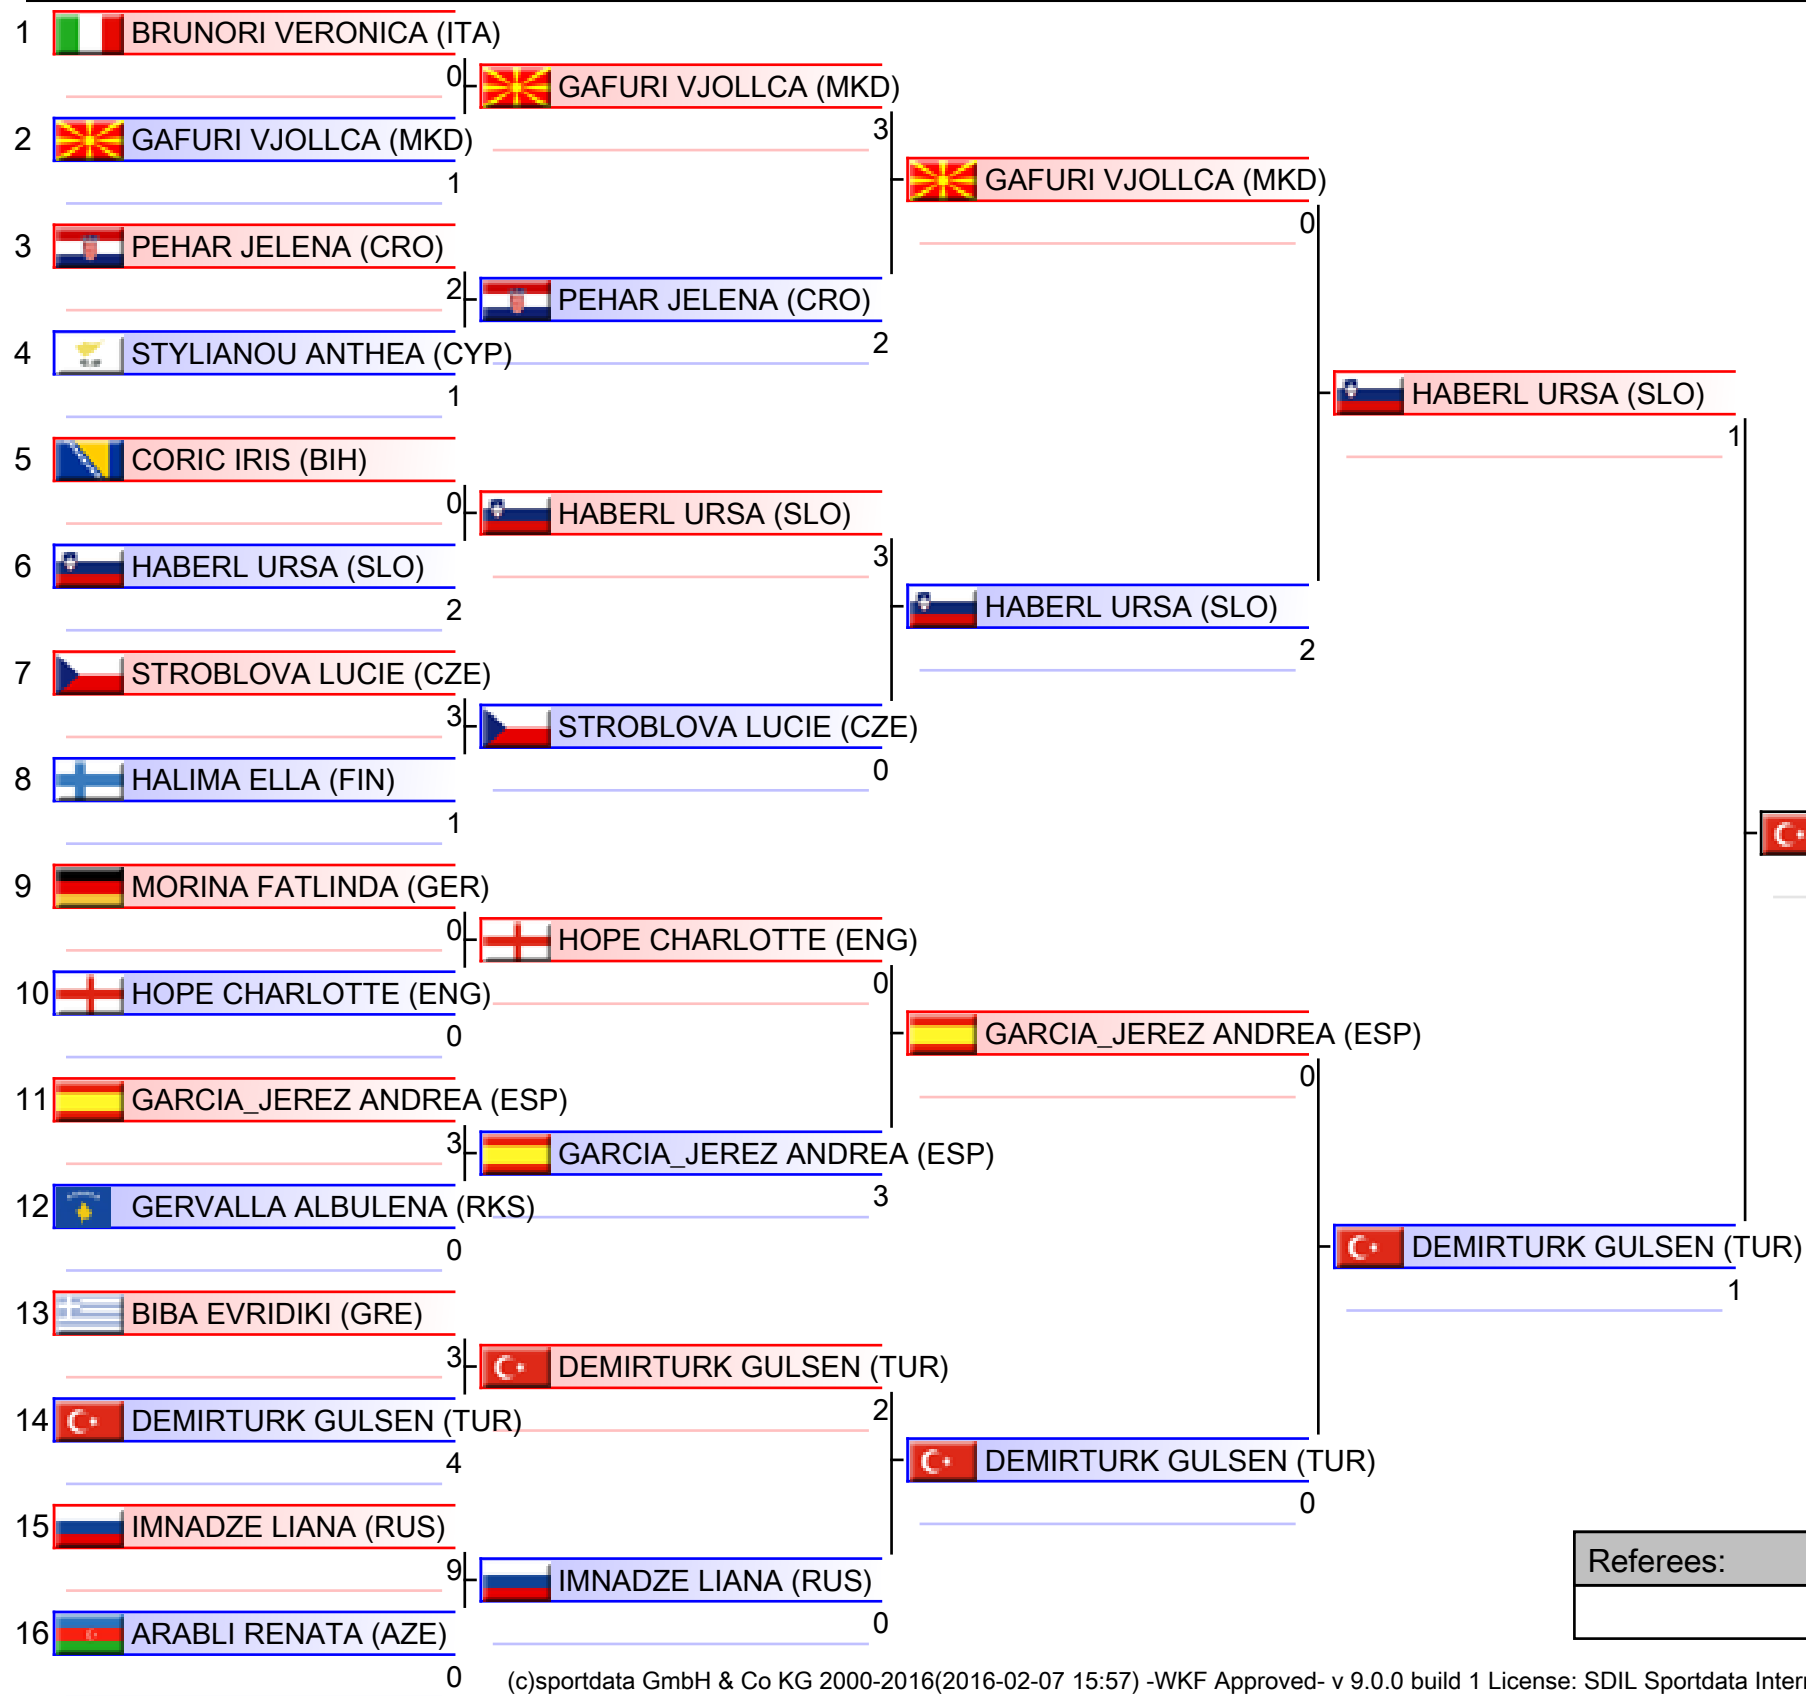 1 BRUNORI VERONICA (ITA)
0
2 GAFURI VJOLLCA (MKD)
1
3 PEHAR JELENA (CRO)
2
4 STYLIANOU ANTHEA (CYP)
1
5 CORIC IRIS (BIH)
0
6 HABERL URSA (SLO)
2
7 STROBLOVA LUCIE (CZE)
3
8 HALIMA ELLA (FIN)
1
9 MORINA FATLINDA (GER)
0
10 HOPE CHARLOTTE (ENG)
0
11 GARCIA_JEREZ ANDREA (ESP)
3
12 GERVALLA ALBULENA (RKS)
0
13 BIBA EVRIDIKI (GRE)
3
14 DEMIRTURK GULSEN (TUR)
4
15 IMNADZE LIANA (RUS)
9
16 ARABLI RENATA (AZE)
0
GAFURI VJOLLCA (MKD)
3
PEHAR JELENA (CRO)
2
HABERL URSA (SLO)
3
STROBLOVA LUCIE (CZE)
0
HOPE CHARLOTTE (ENG)
0
GARCIA_JEREZ ANDREA (ESP)
3
DEMIRTURK GULSEN (TUR)
2
IMNADZE LIANA (RUS)
0
GAFURI VJOLLCA (MKD)
0
HABERL URSA (SLO)
2
GARCIA_JEREZ ANDREA (ESP)
0
DEMIRTURK GULSEN (TUR)
0
HABERL URSA (SLO)
1
DEMIRTURK GULSEN (TUR)
1
Referees:
(c)sportdata GmbH & Co KG 2000-2016(2016-02-07 15:57) -WKF Approved- v 9.0.0 build 1 License: SDIL Sportdata